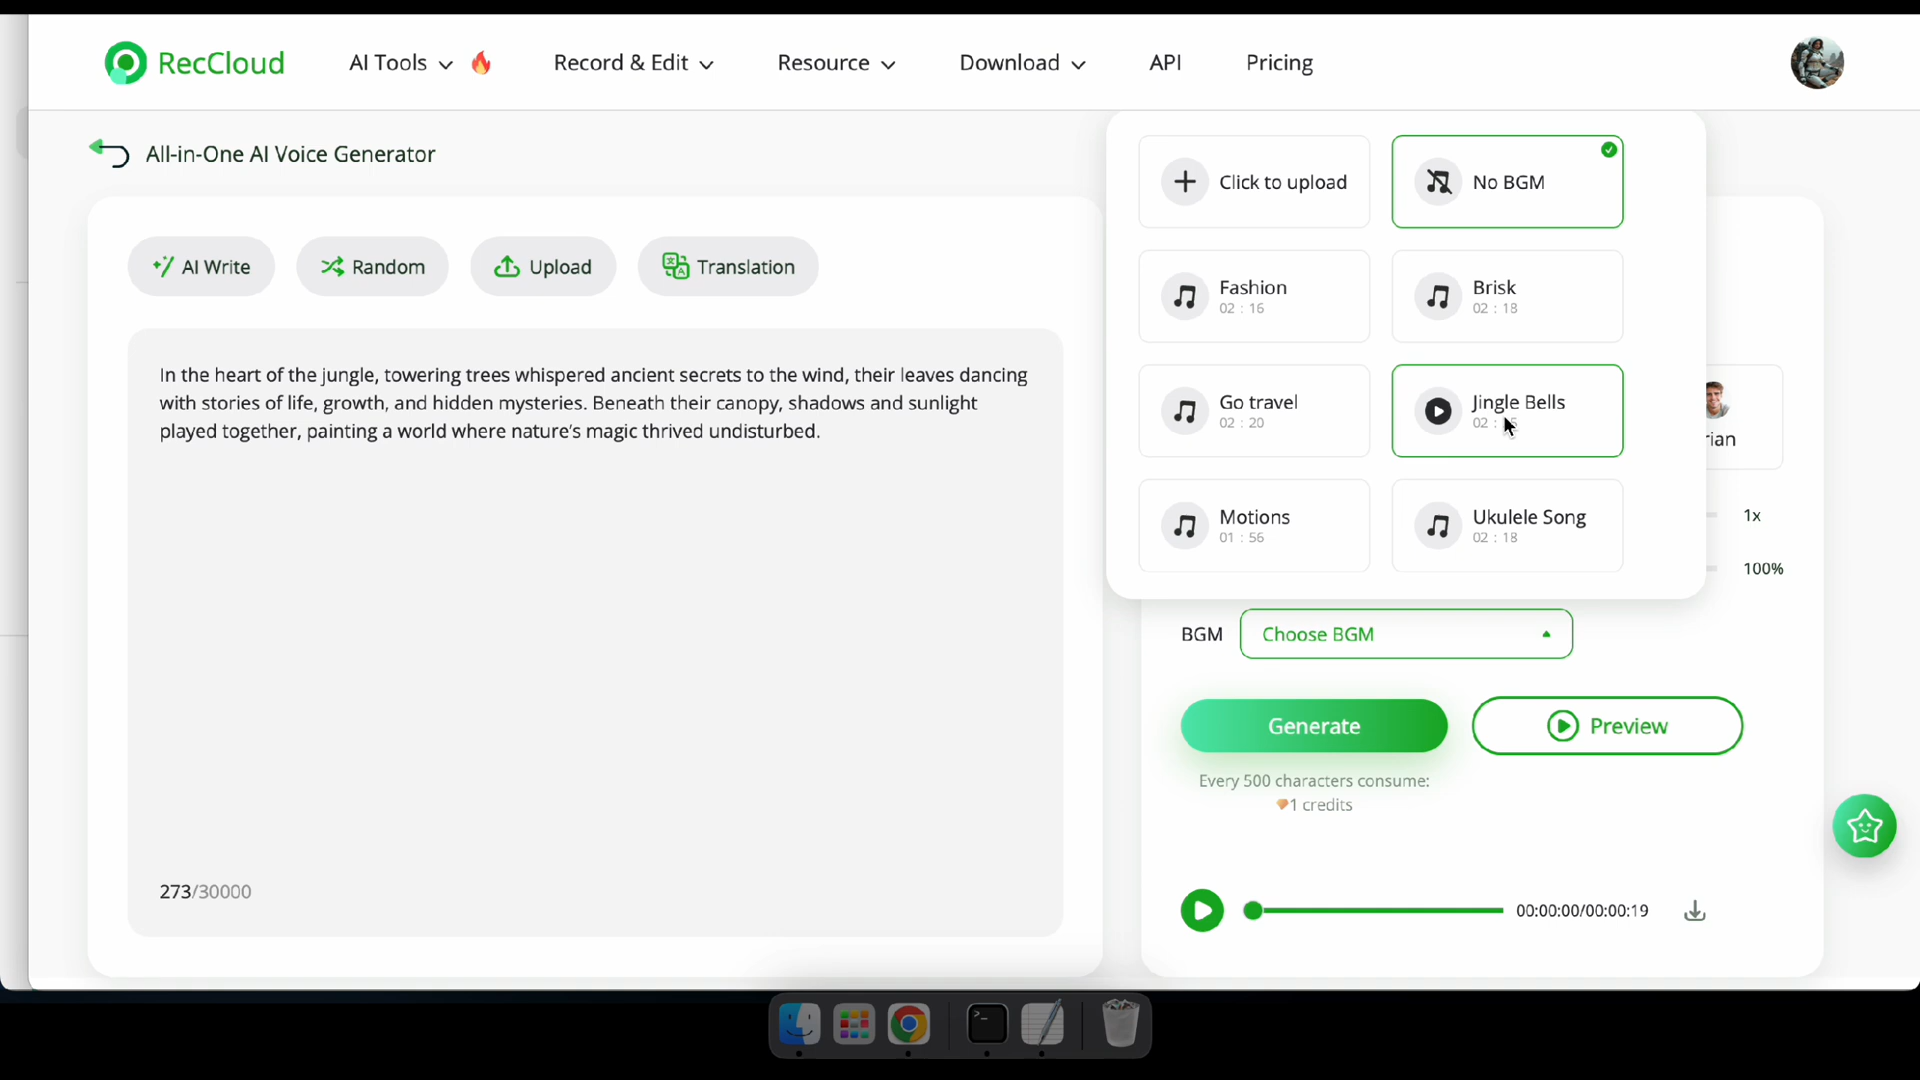 RecCloud
AI Tools
Record & Edit
Resource
Download
API
Pricing
All-in-One AI Voice Generator
AI Write
Random
Upload
Translation
In the heart of the jungle, towering trees whispered ancient secrets to the wind, their leaves dancing
with stories of life, growth, and hidden mysteries. Beneath their canopy, shadows and sunlight
played together, painting a world where nature's magic thrived undisturbed.
273/30000
Click to upload
No BGM
Fashion
02 : 16
Brisk
02 : 18
Go travel
02 : 20
Jingle Bells
02 :
Motions
01 : 56
Ukulele Song
02 : 18
rian
1x
100%
BGM
Choose BGM
Generate
Preview
Every 500 characters consume:
1 credits
00:00:00/00:00:19